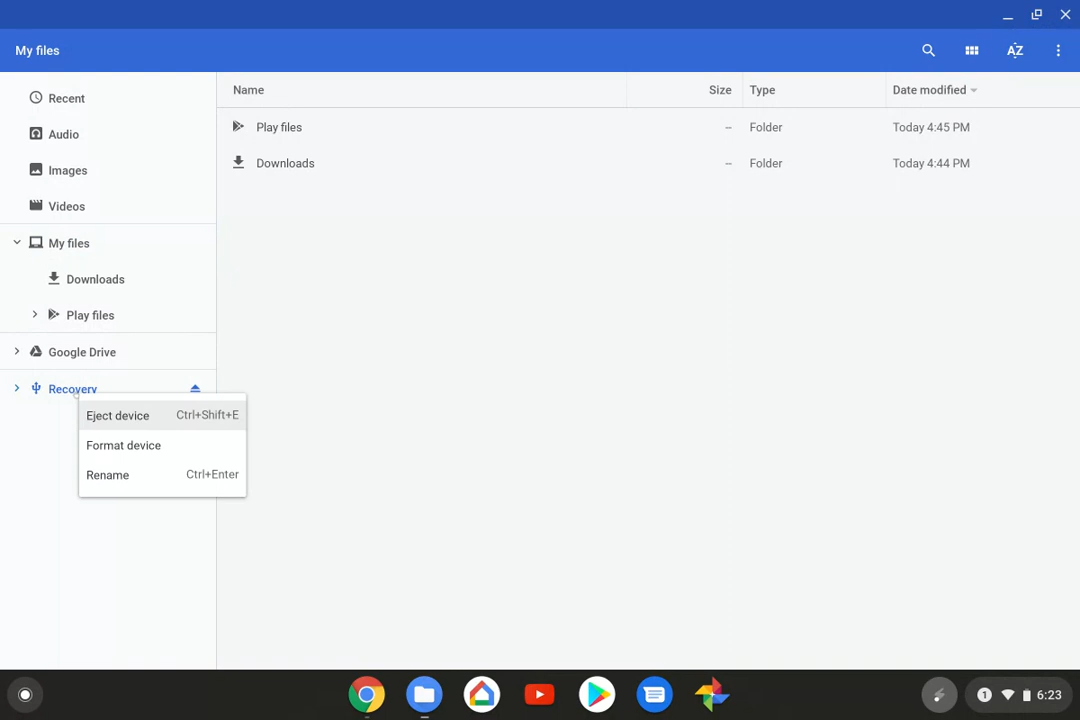 My files
AZ
Name Size Type Date modified
Recent
Audio
Images
Videos
My files
Downloads
Play files
Google Drive
Recovery
Play files -- Folder Today 4:45 PM
Downloads -- Folder Today 4:44 PM
Eject device Ctrl+Shift+E
Format device
Rename Ctrl+Enter
1 6:23